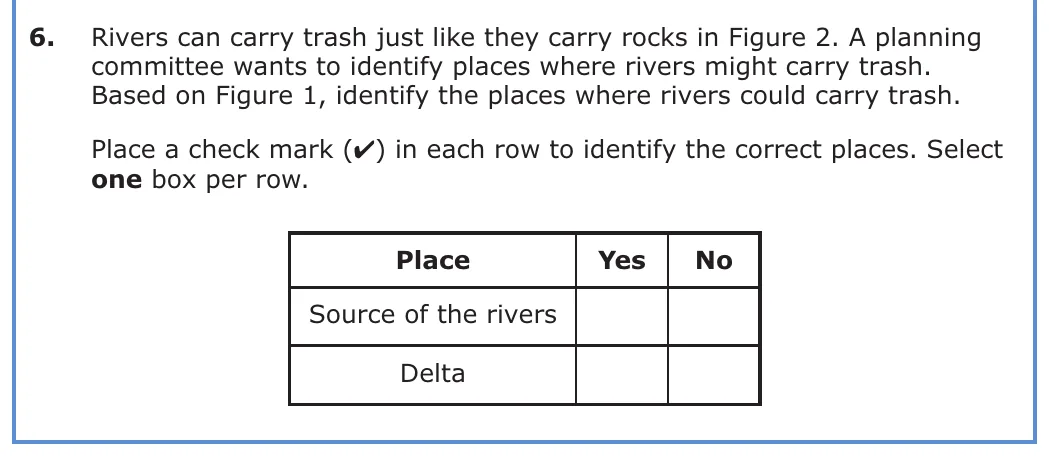 6. Rivers can carry trash just like they carry rocks in Figure 2. A planning
committee wants to identify places where rivers might carry trash.
Based on Figure 1, identify the places where rivers could carry trash.
Place a check mark (✔) in each row to identify the correct places. Select
one box per row.
Place Yes No
Source of the rivers
Delta